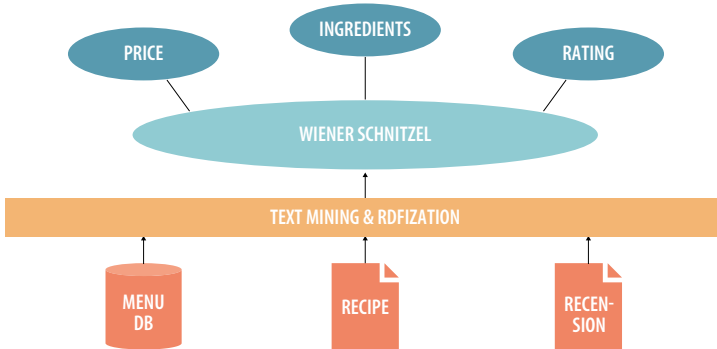 INGREDIENTS
PRICE
RATING
WIENER SCHNITZEL
TEXT MINING & RDFIZATION
MENU
DB
RECIPE
RECEN-
SION